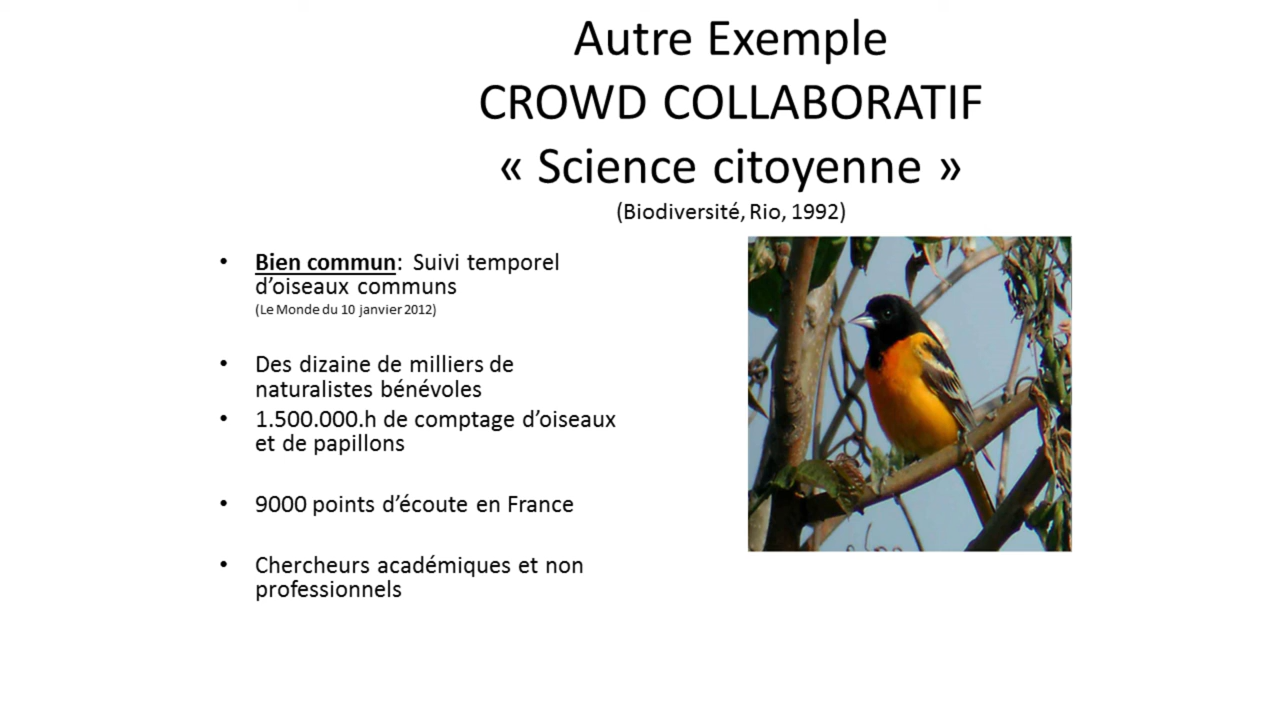 Autre Exemple
CROWD COLLABORATIF
« Science citoyenne »
(Biodiversité, Rio, 1992)
• Bien commun: Suivi temporel
d’oiseaux communs
(Le Monde du 10 janvier 2012)
• Des dizaine de milliers de
naturalistes bénévoles
• 1.500.000.h de comptage d’oiseaux
et de papillons
• 9000 points d’écoute en France
• Chercheurs académiques et non
professionnels